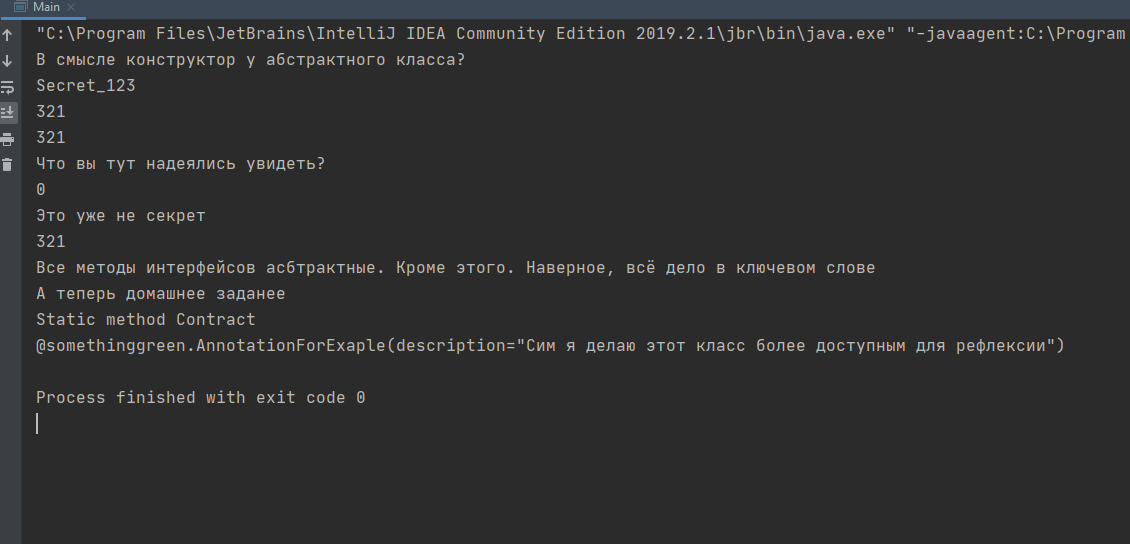 Main
"C:\Program Files\JetBrains\IntelliJ IDEA Community Edition 2019.2.1\jbr\bin\java.exe" "-javaagent:C:\Program
В смысле конструктор у абстрактного класса?
Secret_123
321
321
Что вы тут надеялись увидеть?
0
Это уже не секрет
321
Все методы интерфейсов асбтрактные. Кроме этого. Наверное, всё дело в ключевом слове
А теперь домашнее заданее
Static method Contract
@somethinggreen.AnnotationForExaple(description="Сим я делаю этот класс более доступным для рефлексии")
Process finished with exit code 0